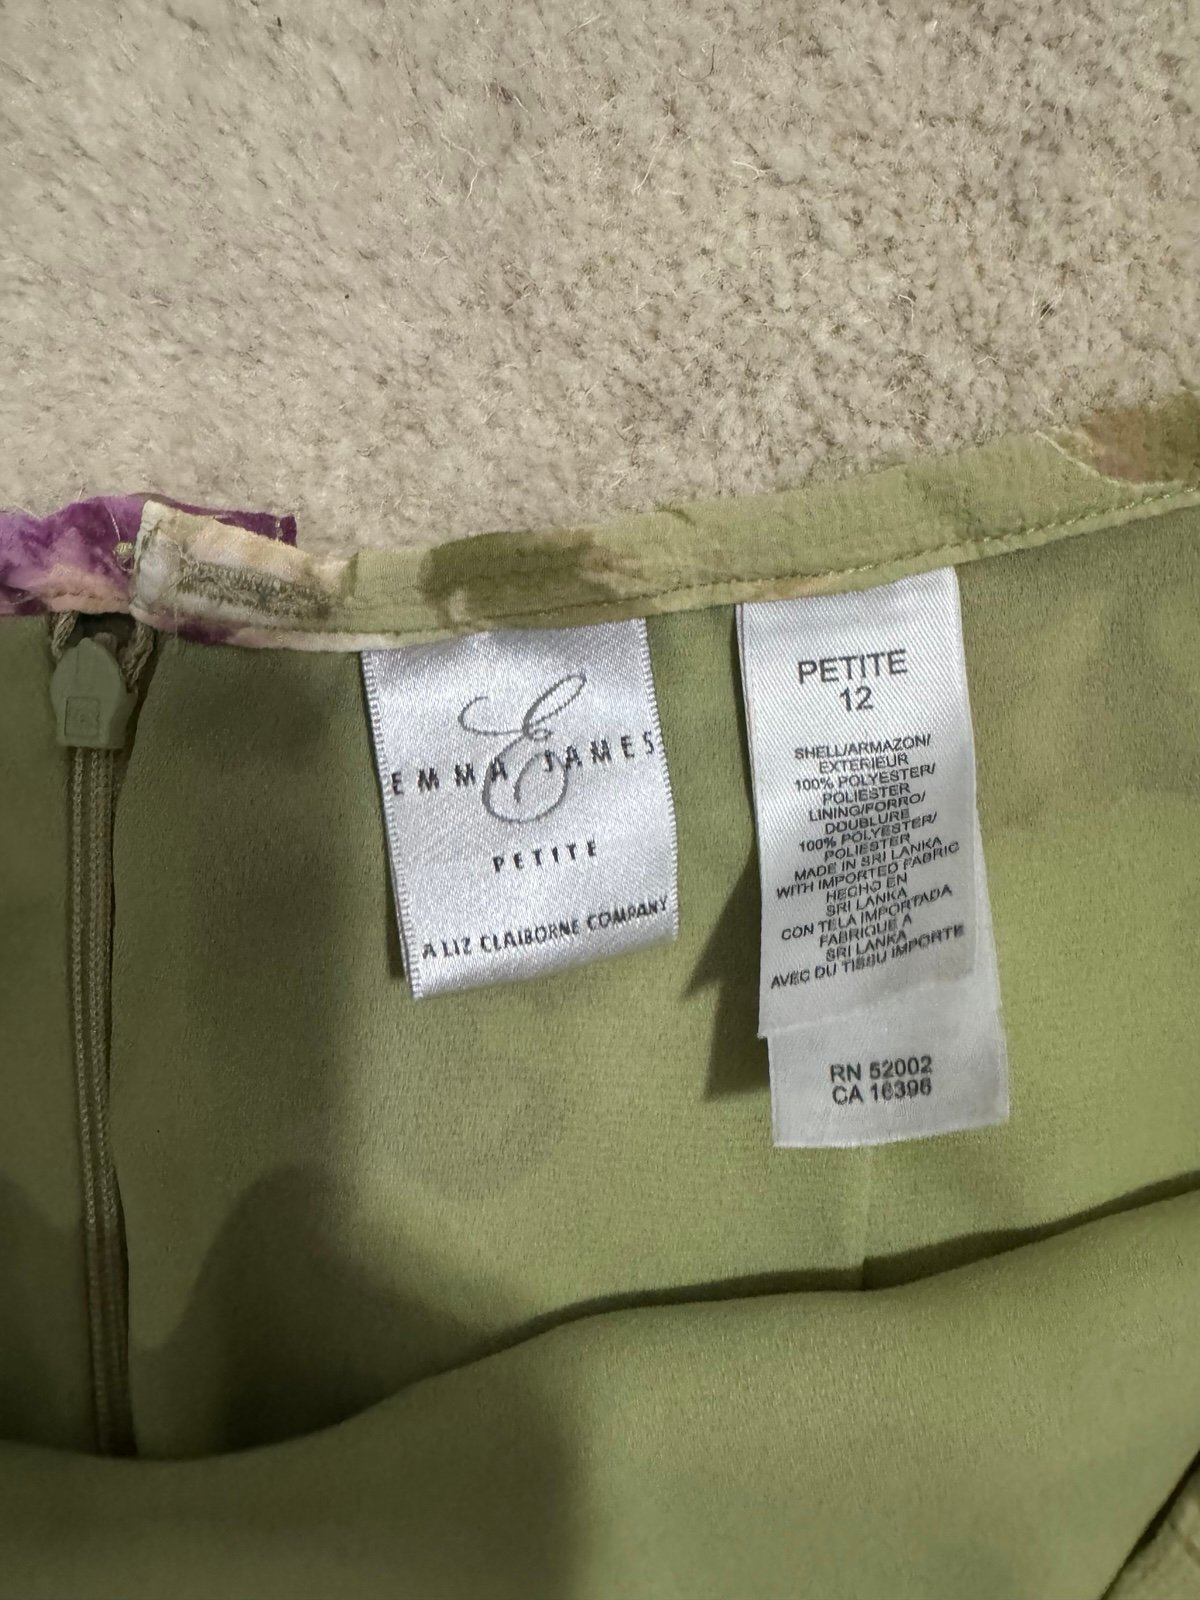 E
EMMA JAMES
PETITE
A LIZ CLAIBORNE COMPANY
PETITE
12
SHELL/ARMAZON/
EXTERIEUR
100% POLYESTER/
POLIESTER
LINING/FORRO/
DOUBLURE
100% POLYESTER/
POLIESTER
MADE IN SRI LANKA
WITH IMPORTED FABRIC
HECHO EN
SRI LANKA
CON TELA IMPORTADA
FABRIQUE A
SRI LANKA
AVEC DU TISSU IMPORTE
RN 52002
CA 16396